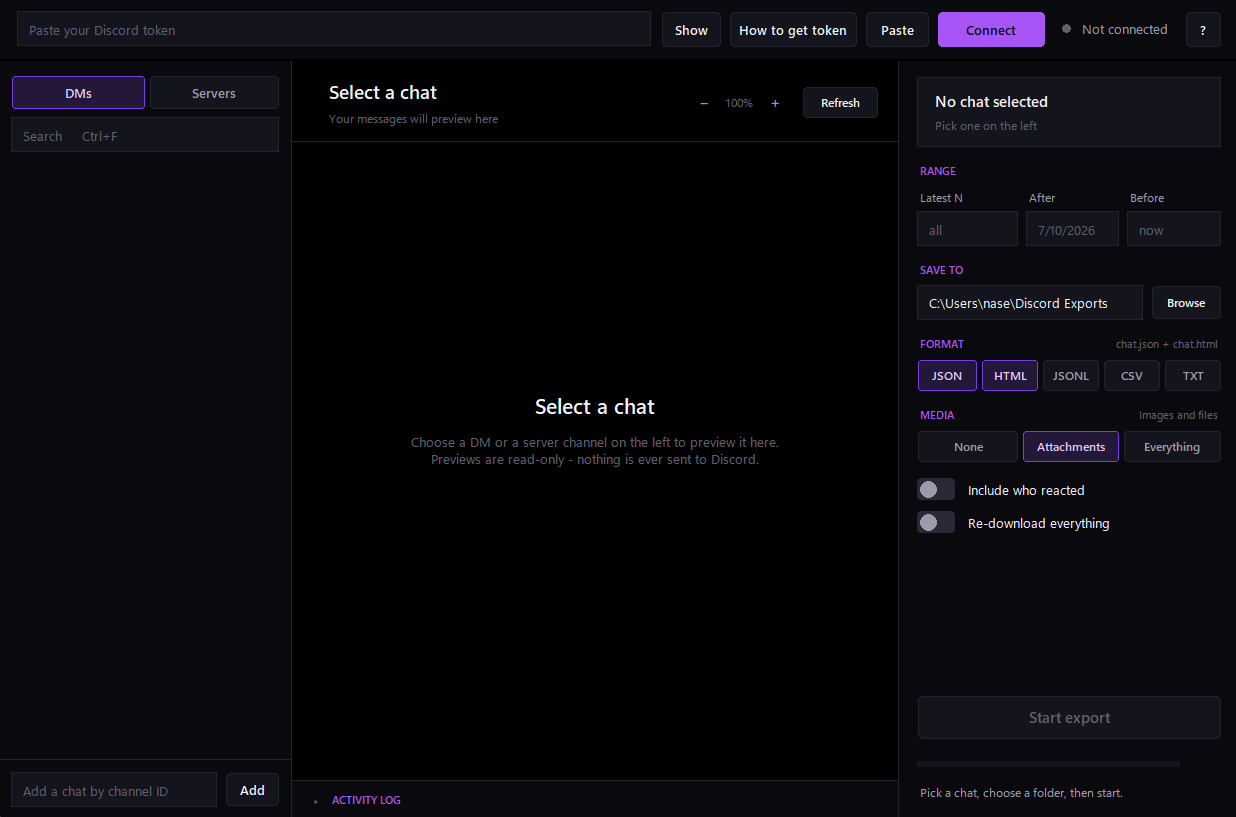 Paste your Discord token
Show
How to get token
Paste
Connect
Not connected
?
DMs
Servers
Search Ctrl+F
Add a chat by channel ID
Add
Select a chat
Your messages will preview here
− 100% +
Refresh
Select a chat
Choose a DM or a server channel on the left to preview it here.
Previews are read-only - nothing is ever sent to Discord.
ACTIVITY LOG
No chat selected
Pick one on the left
RANGE
Latest N After Before
all 7/10/2026 now
SAVE TO
C:\Users\nase\Discord Exports
Browse
FORMAT chat.json + chat.html
JSON HTML JSONL CSV TXT
MEDIA Images and files
None Attachments Everything
Include who reacted
Re-download everything
Start export
Pick a chat, choose a folder, then start.